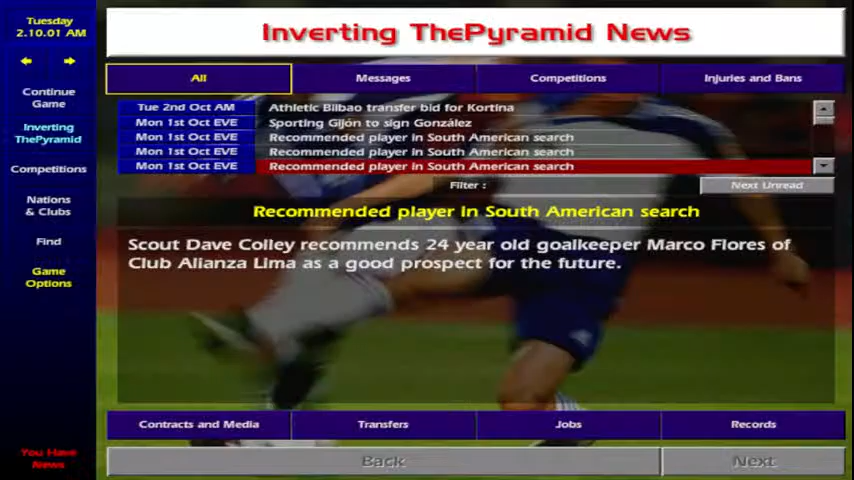 Tuesday
2.10.01 AM
Continue
Game
Inverting
ThePyramid
Competitions
Nations
& Clubs
Find
Game
Options
You Have
News
Inverting ThePyramid News
All
Messages
Competitions
Injuries and Bans
Tue 2nd Oct AM Athletic Bilbao transfer bid for Kortina
Mon 1st Oct EVE Sporting Gijón to sign González
Mon 1st Oct EVE Recommended player in South American search
Mon 1st Oct EVE Recommended player in South American search
Mon 1st Oct EVE Recommended player in South American search
Filter :
Next Unread
Recommended player in South American search
Scout Dave Colley recommends 24 year old goalkeeper Marco Flores of
Club Alianza Lima as a good prospect for the future.
Contracts and Media
Transfers
Jobs
Records
Back
Next